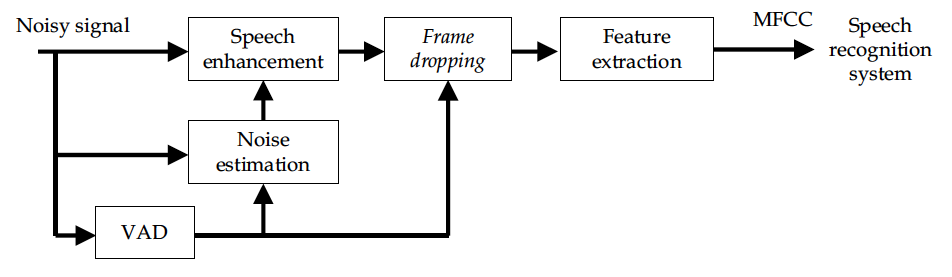 Noisy signal
Speech
enhancement
Frame
dropping
Feature
extraction
MFCC
Speech
recognition
system
Noise
estimation
VAD